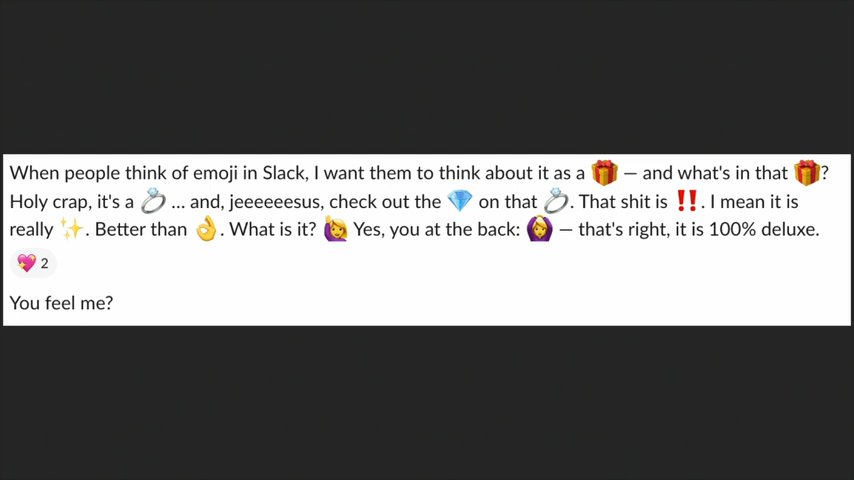 When people think of emoji in Slack, I want them to think about it as a 🎁 — and what's in that 🎁?
Holy crap, it's a 💍 ... and, jeeeeeesus, check out the 💎 on that 💍. That shit is ‼️. I mean it is
really ✨. Better than 👌. What is it? 🙋‍♀️ Yes, you at the back: 🙆‍♀️ — that's right, it is 100% deluxe.
💖 2
You feel me?